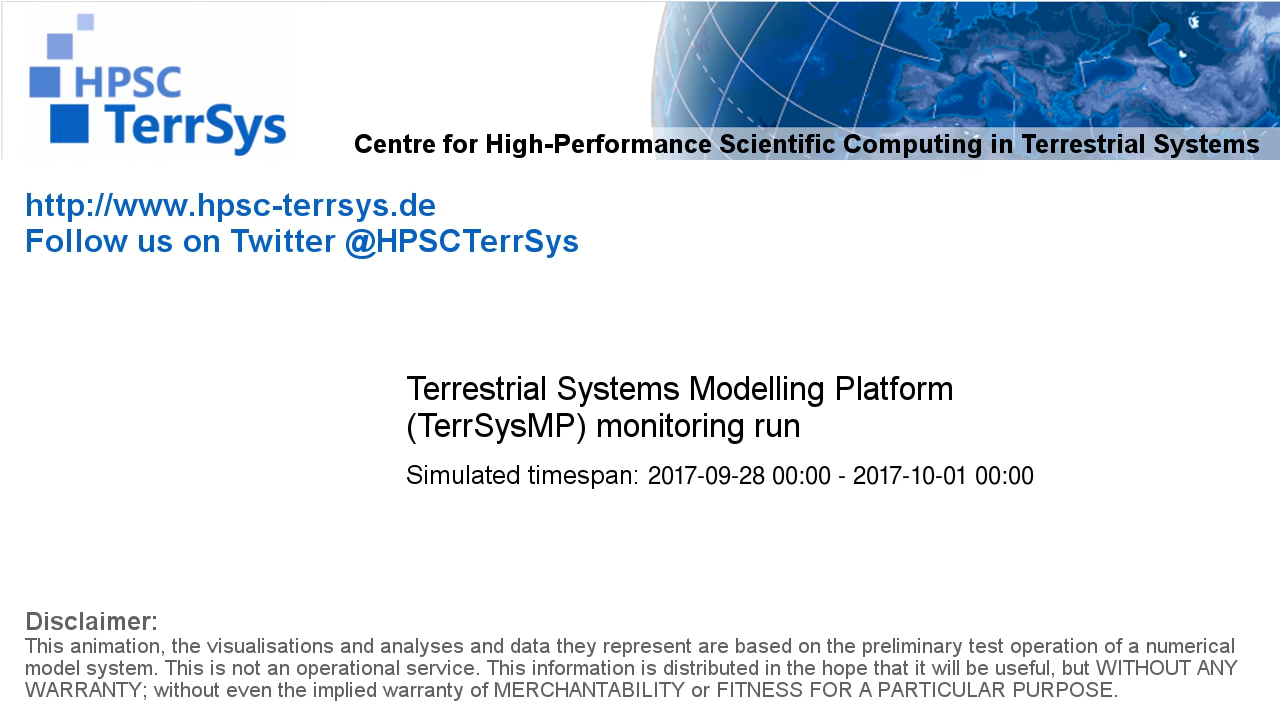 HPSC
TerrSys
Centre for High-Performance Scientific Computing in Terrestrial Systems
http://www.hpsc-terrsys.de
Follow us on Twitter @HPSCTerrSys
Terrestrial Systems Modelling Platform
(TerrSysMP) monitoring run
Simulated timespan: 2017-09-28 00:00 - 2017-10-01 00:00
Disclaimer:
This animation, the visualisations and analyses and data they represent are based on the preliminary test operation of a numerical
model system. This is not an operational service. This information is distributed in the hope that it will be useful, but WITHOUT ANY
WARRANTY; without even the implied warranty of MERCHANTABILITY or FITNESS FOR A PARTICULAR PURPOSE.